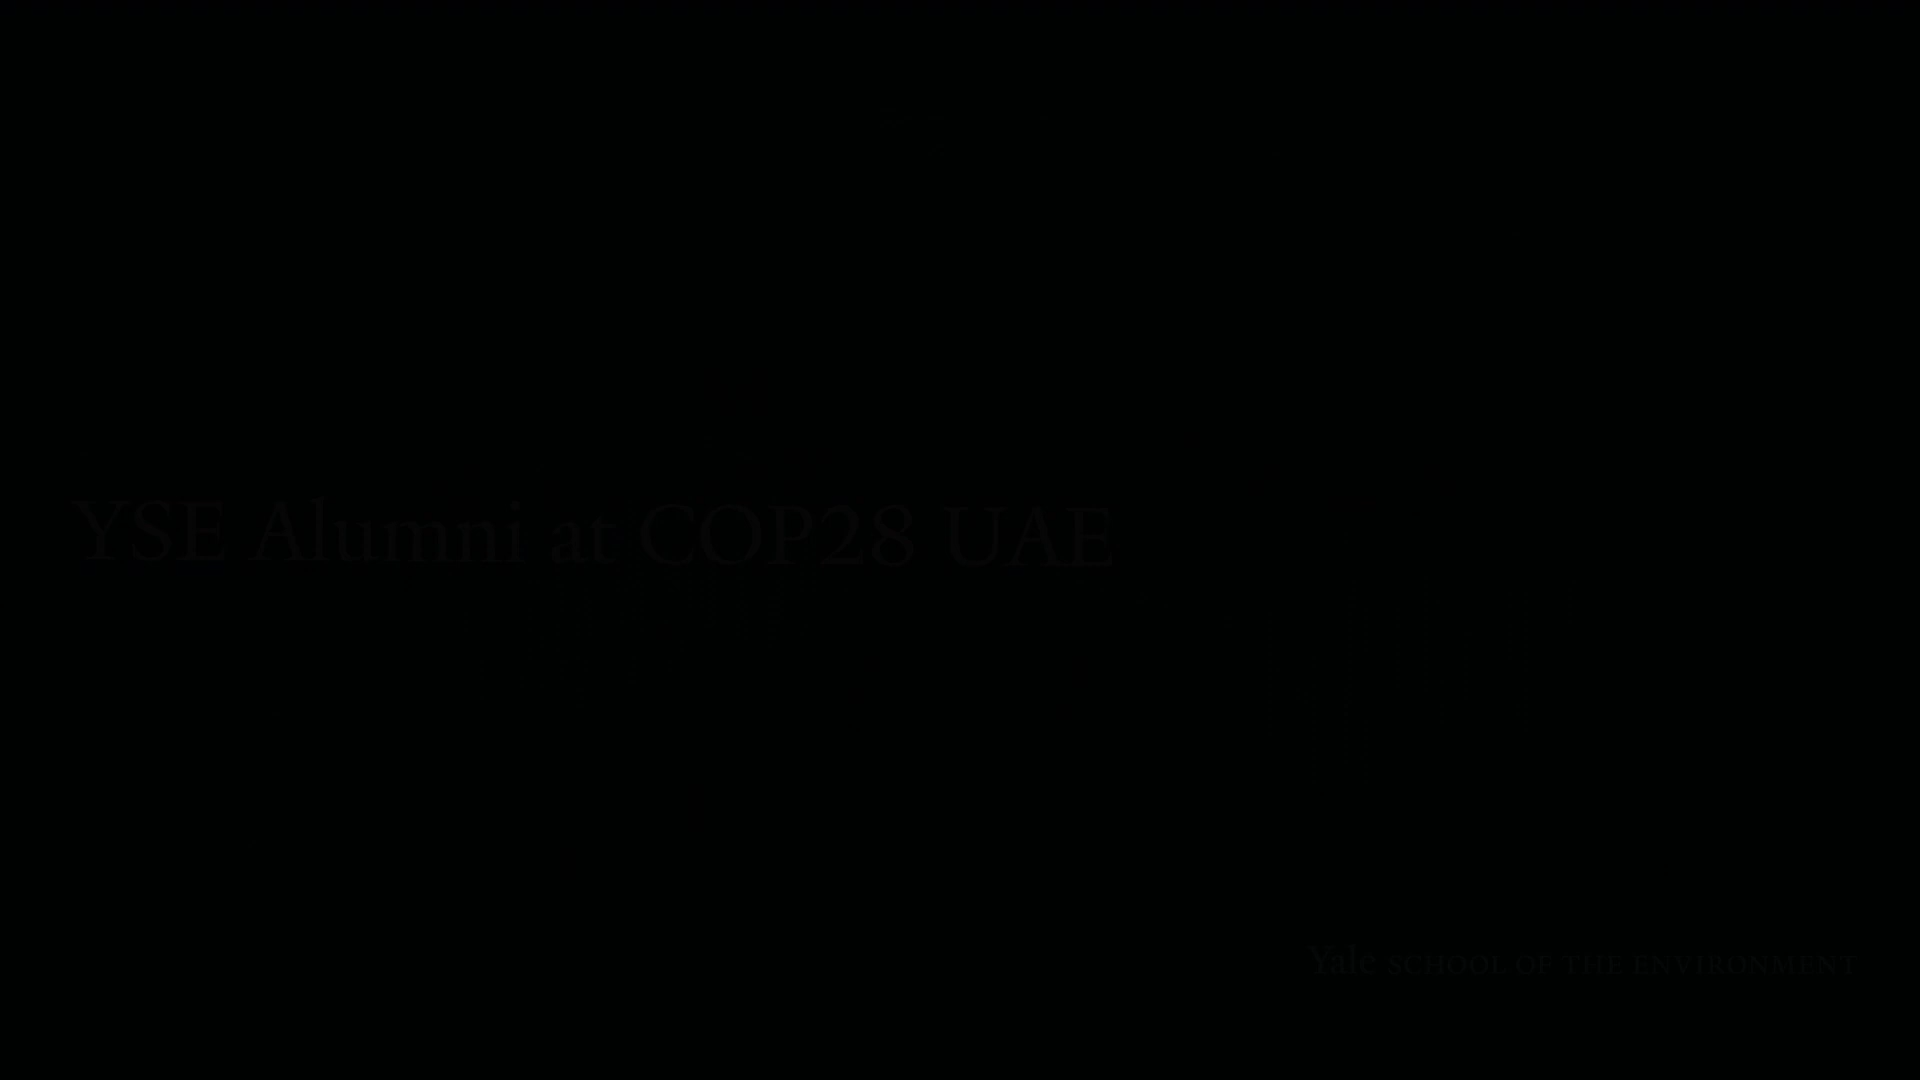 YSE Alumni at COP28 UAE
Yale SCHOOL OF THE ENVIRONMENT